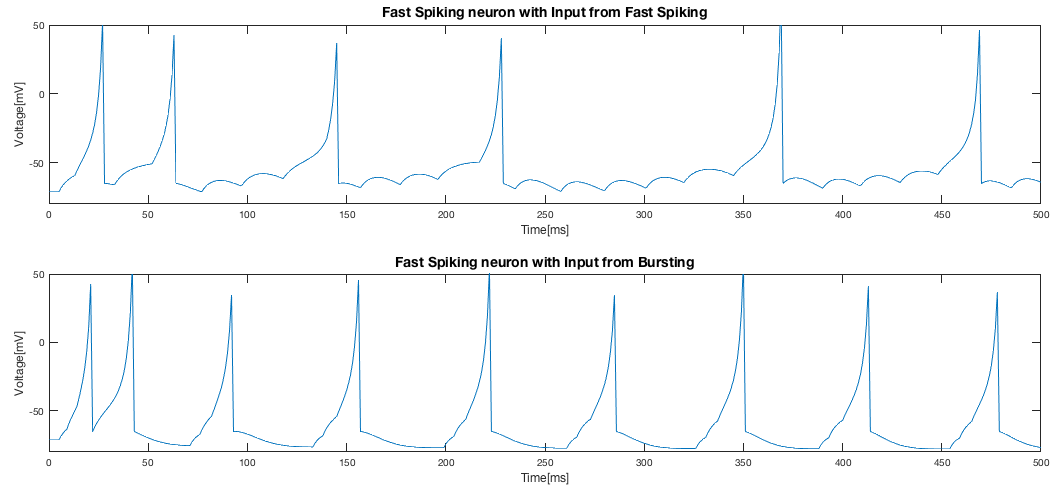 Fast Spiking neuron with Input from Fast Spiking
Voltage[mV]
50
0
-50
0 50 100 150 200 250 300 350 400 450 500
Time[ms]
Fast Spiking neuron with Input from Bursting
Voltage[mV]
50
0
-50
0 50 100 150 200 250 300 350 400 450 500
Time[ms]